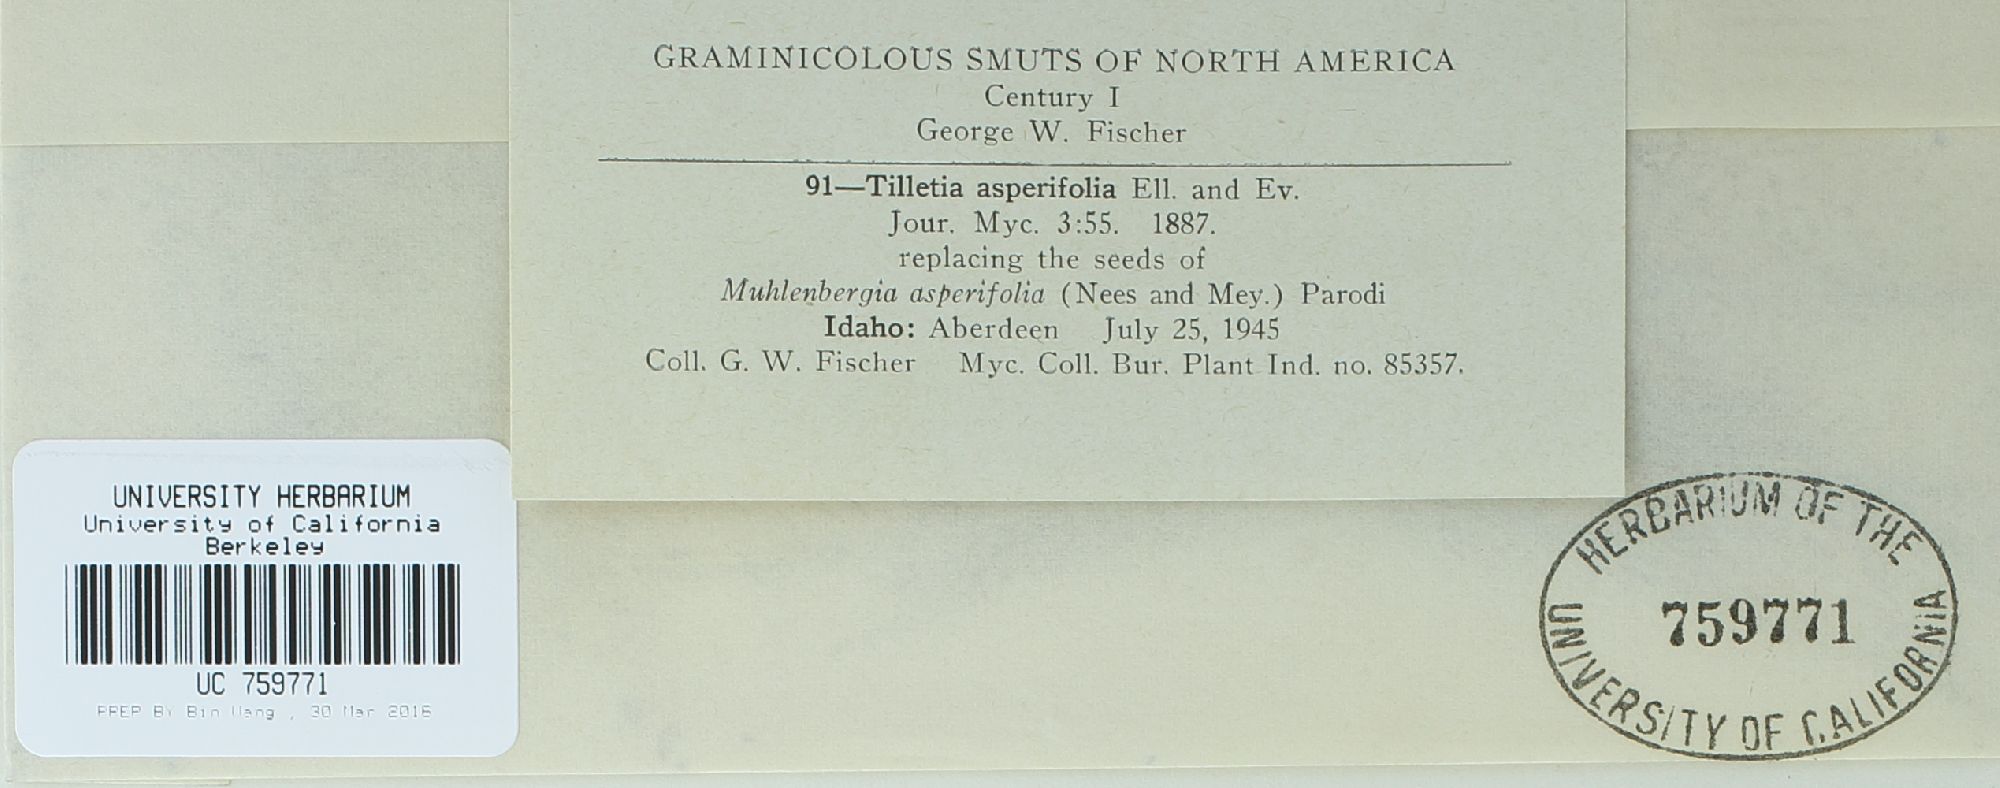 GRAMINICOLOUS SMUTS OF NORTH AMERICA
Century I
George W. Fischer
91—Tilletia asperifolia Ell. and Ev.
Jour. Myc. 3:55. 1887.
replacing the seeds of
Muhlenbergia asperifolia (Nees and Mey.) Parodi
Idaho: Aberdeen July 25, 1945
Coll. G. W. Fischer Myc. Coll. Bur. Plant Ind. no. 85357.
UNIVERSITY HERBARIUM
University of California
Berkeley
UC 759771
PREP By Bin Wang , 30 Mar 2016
HERBARIUM OF THE
759771
UNIVERSITY OF CALIFORNIA